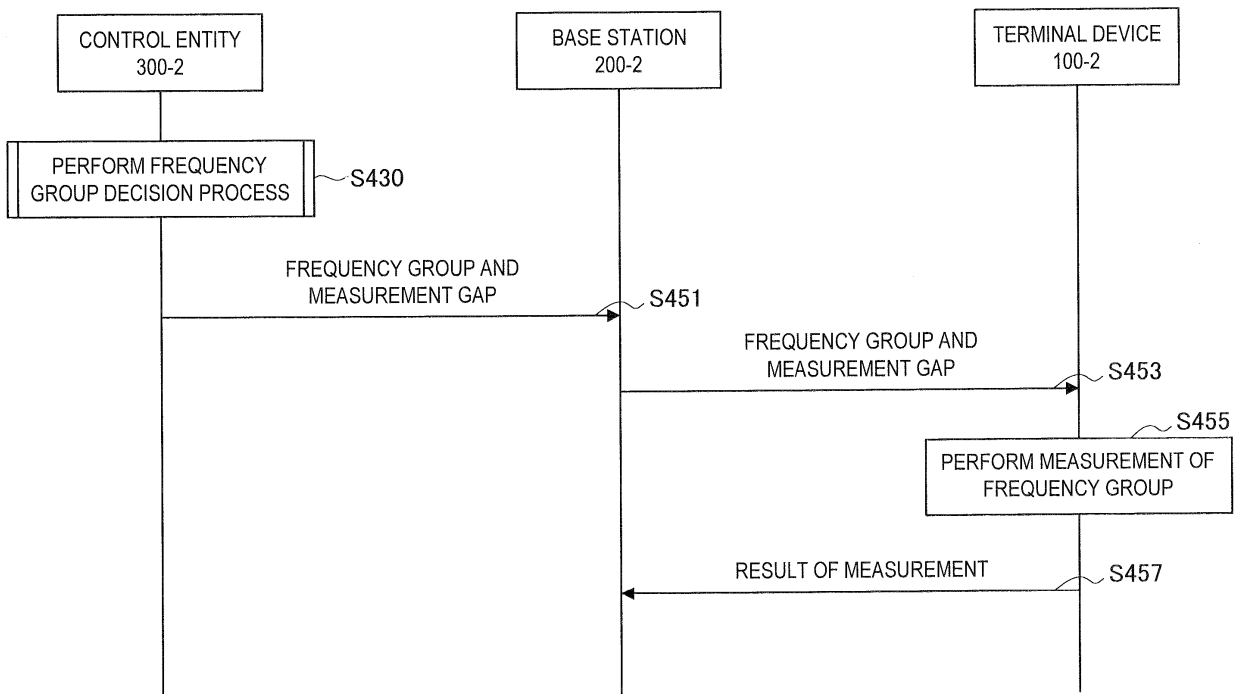 CONTROL ENTITY
300-2
BASE STATION
200-2
TERMINAL DEVICE
100-2
PERFORM FREQUENCY
GROUP DECISION PROCESS
S430
FREQUENCY GROUP AND
MEASUREMENT GAP
S451
FREQUENCY GROUP AND
MEASUREMENT GAP
S453
S455
PERFORM MEASUREMENT OF
FREQUENCY GROUP
RESULT OF MEASUREMENT
S457